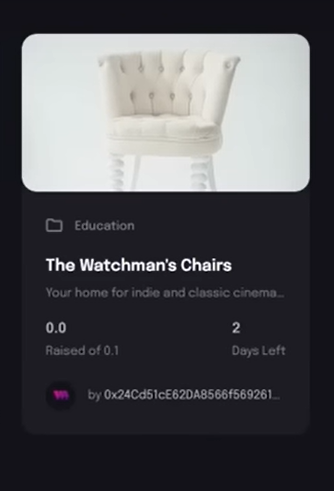 Education
The Watchman's Chairs
Your home for indie and classic cinema...
0.0
2
Raised of 0.1
Days Left
by 0x24Cd51cE62DA8566f569261...